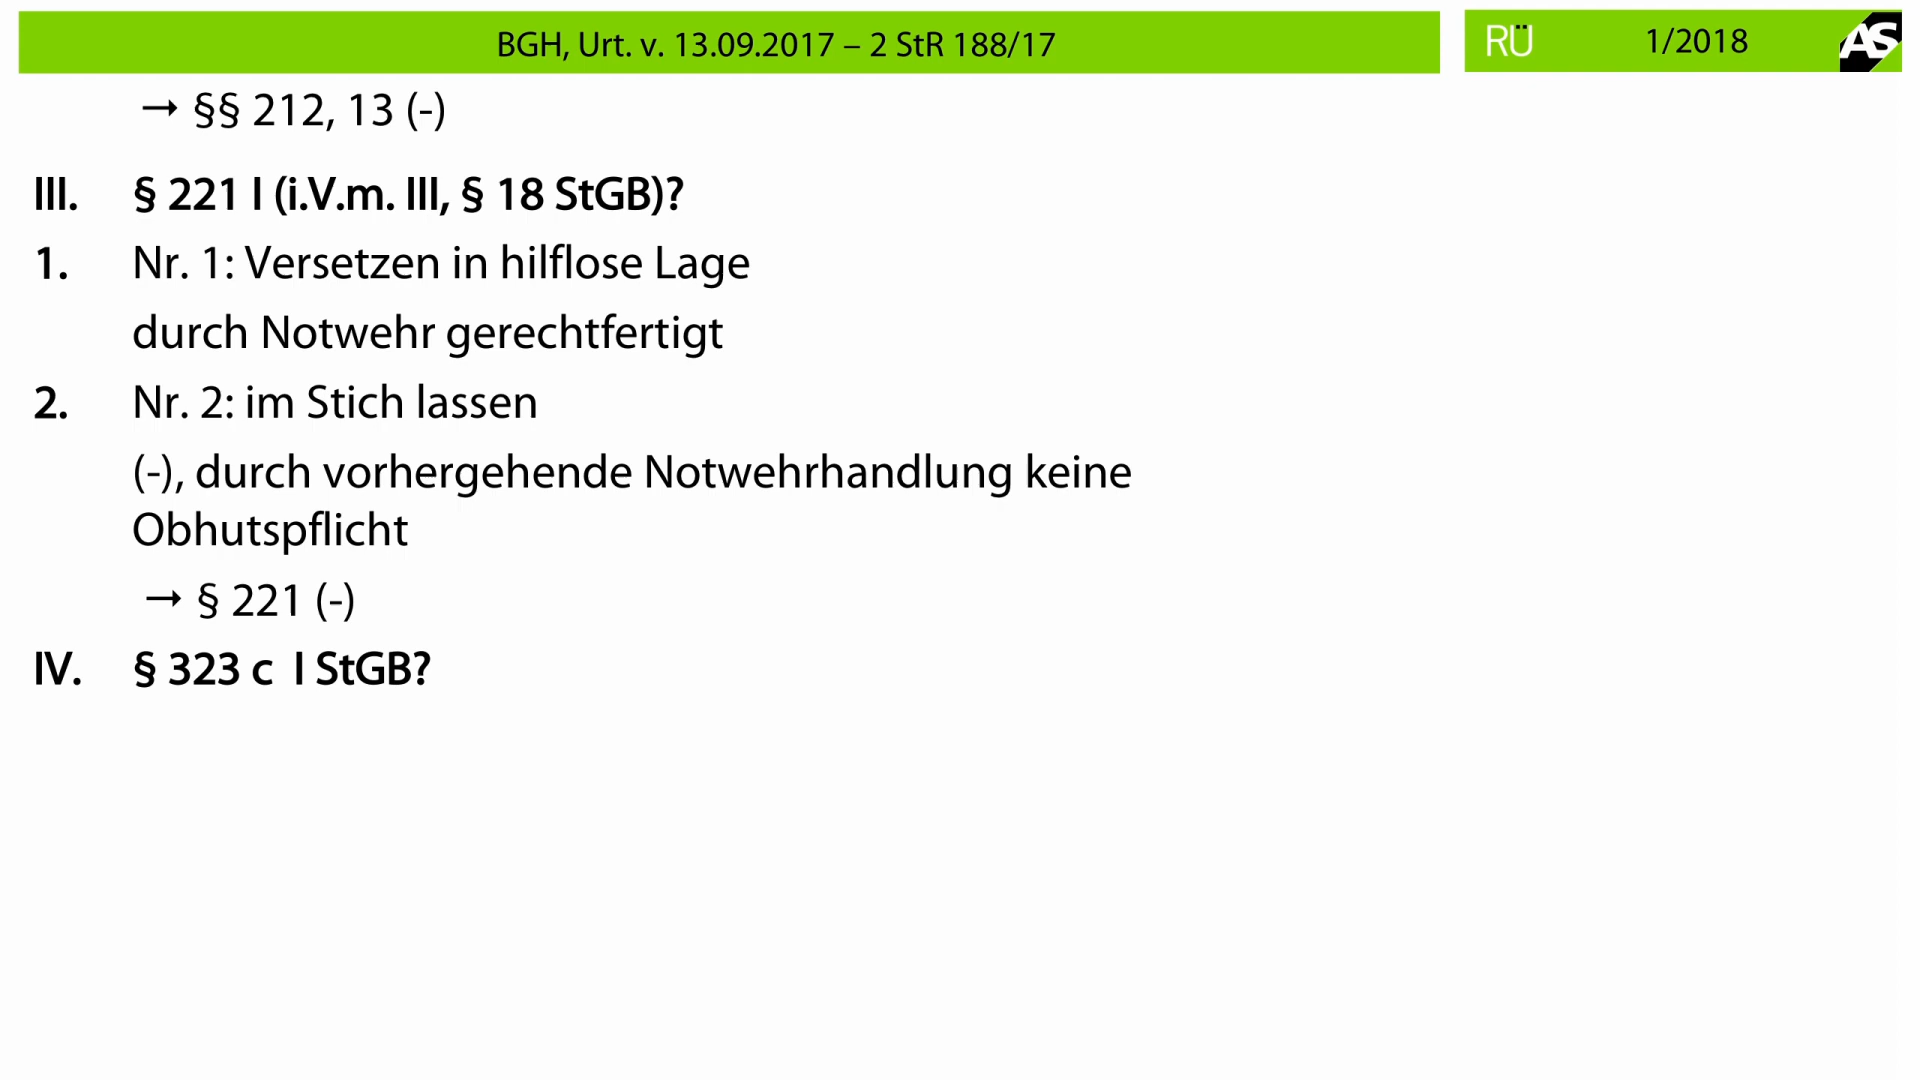 BGH, Urt. v. 13.09.2017 – 2 StR 188/17
RÜ 1/2018 AS
→ §§ 212, 13 (-)
III. § 221 I (i.V.m. III, § 18 StGB)?
1. Nr. 1: Versetzen in hilflose Lage
durch Notwehr gerechtfertigt
2. Nr. 2: im Stich lassen
(-), durch vorhergehende Notwehrhandlung keine
Obhutspflicht
→ § 221 (-)
IV. § 323 c I StGB?